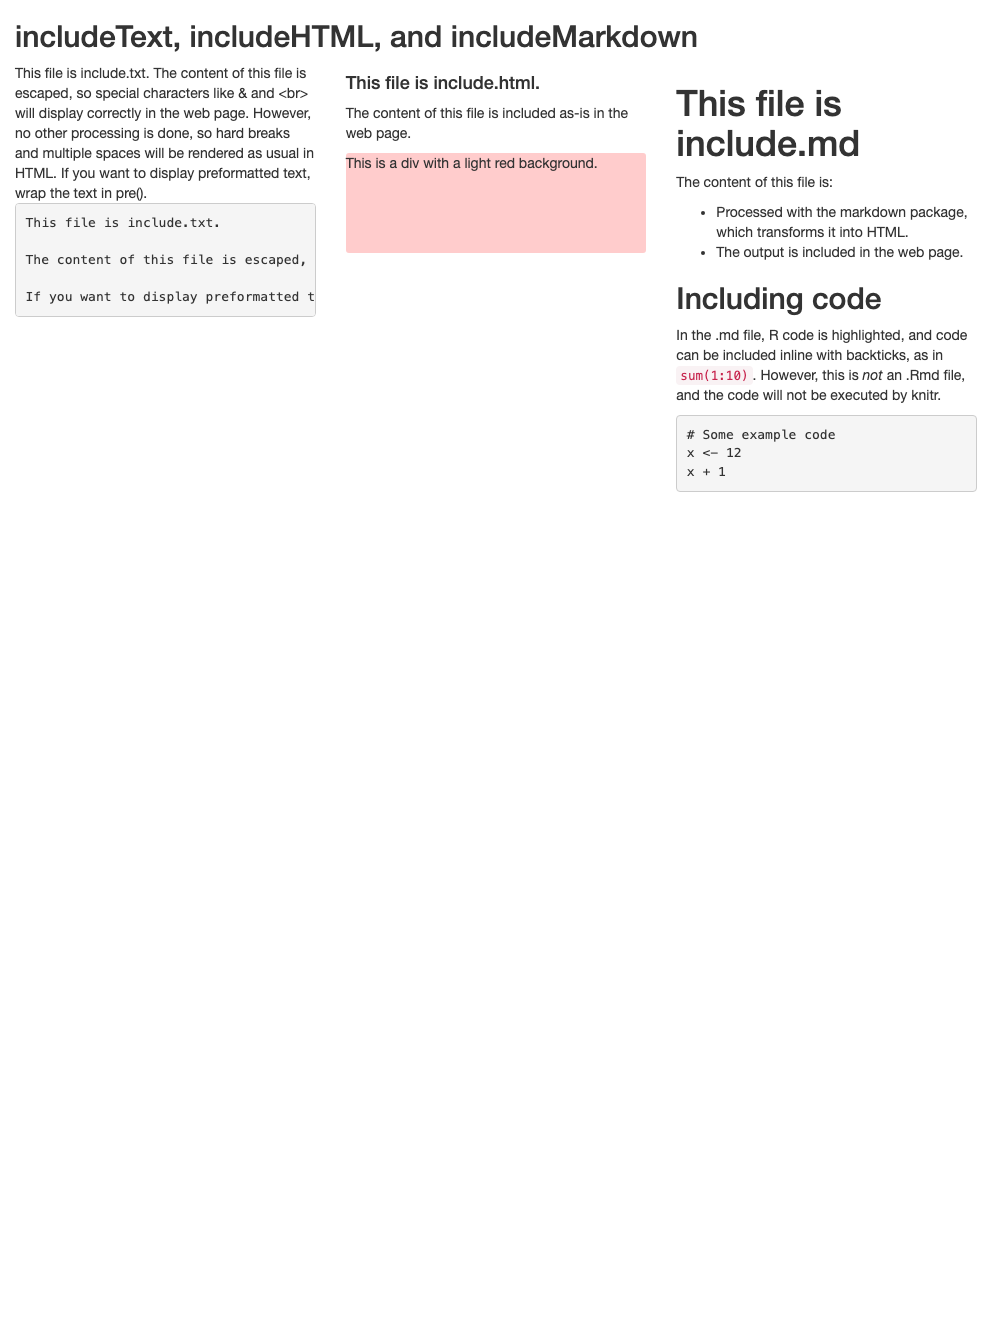 includeText, includeHTML, and includeMarkdown
This file is include.txt. The content of this file is
escaped, so special characters like & and <br>
will display correctly in the web page. However,
no other processing is done, so hard breaks
and multiple spaces will be rendered as usual in
HTML. If you want to display preformatted text,
wrap the text in pre().
This file is include.txt.
The content of this file is escaped,
If you want to display preformatted t
This file is include.html.
The content of this file is included as-is in the
web page.
This is a div with a light red background.
This file is
include.md
The content of this file is:
• Processed with the markdown package,
which transforms it into HTML.
• The output is included in the web page.
Including code
In the .md file, R code is highlighted, and code
can be included inline with backticks, as in
sum(1:10). However, this is not an .Rmd file,
and the code will not be executed by knitr.
# Some example code
x <- 12
x + 1